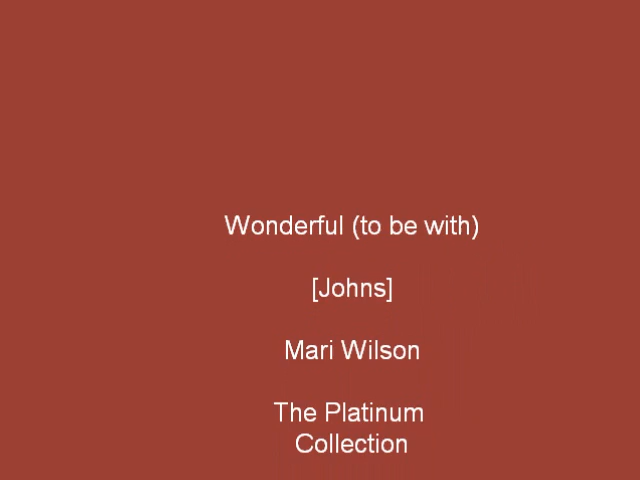 Wonderful (to be with)
[Johns]
Mari Wilson
The Platinum
Collection